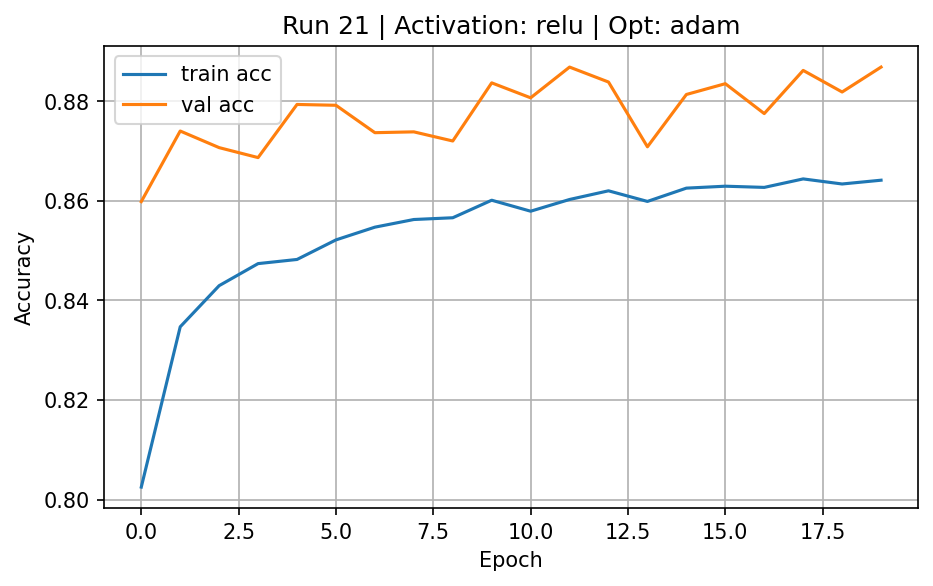 Run 21 | Activation: relu | Opt: adam
train acc
val acc
0.88
0.86
0.84
0.82
0.80
Accuracy
0.0 2.5 5.0 7.5 10.0 12.5 15.0 17.5
Epoch